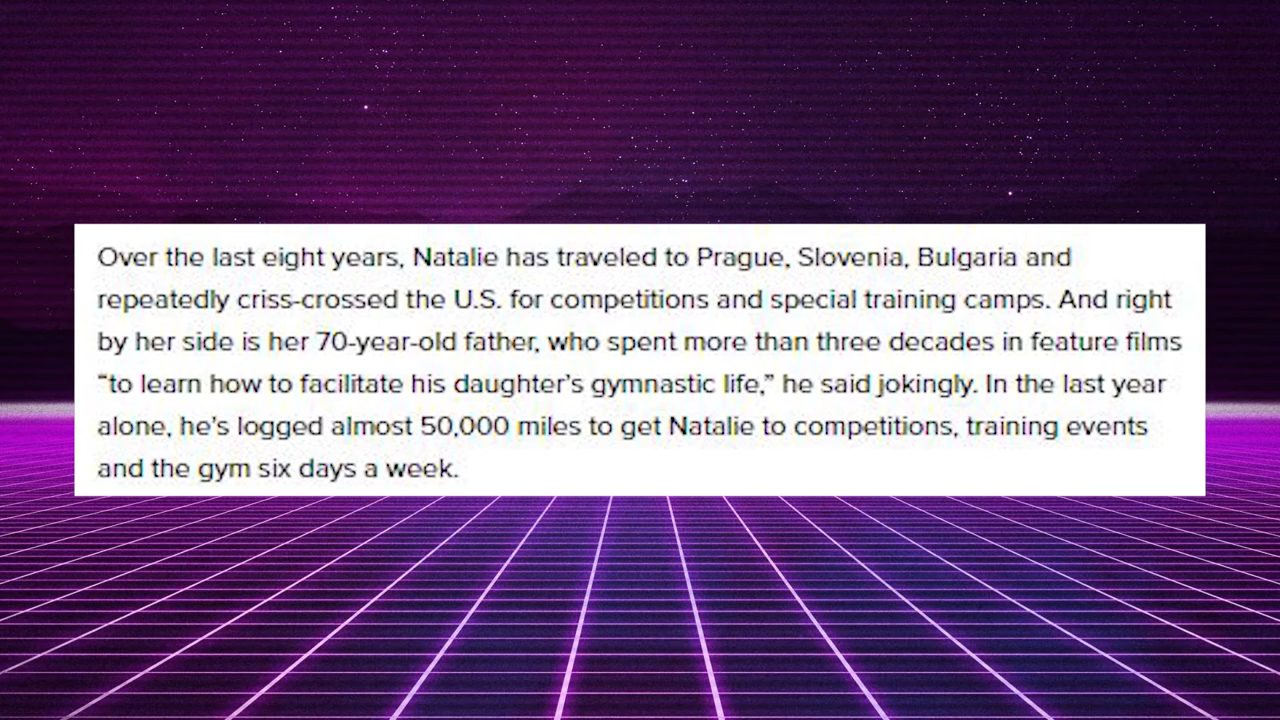 Over the last eight years, Natalie has traveled to Prague, Slovenia, Bulgaria and
repeatedly criss-crossed the U.S. for competitions and special training camps. And right
by her side is her 70-year-old father, who spent more than three decades in feature films
“to learn how to facilitate his daughter’s gymnastic life,” he said jokingly. In the last year
alone, he’s logged almost 50,000 miles to get Natalie to competitions, training events
and the gym six days a week.